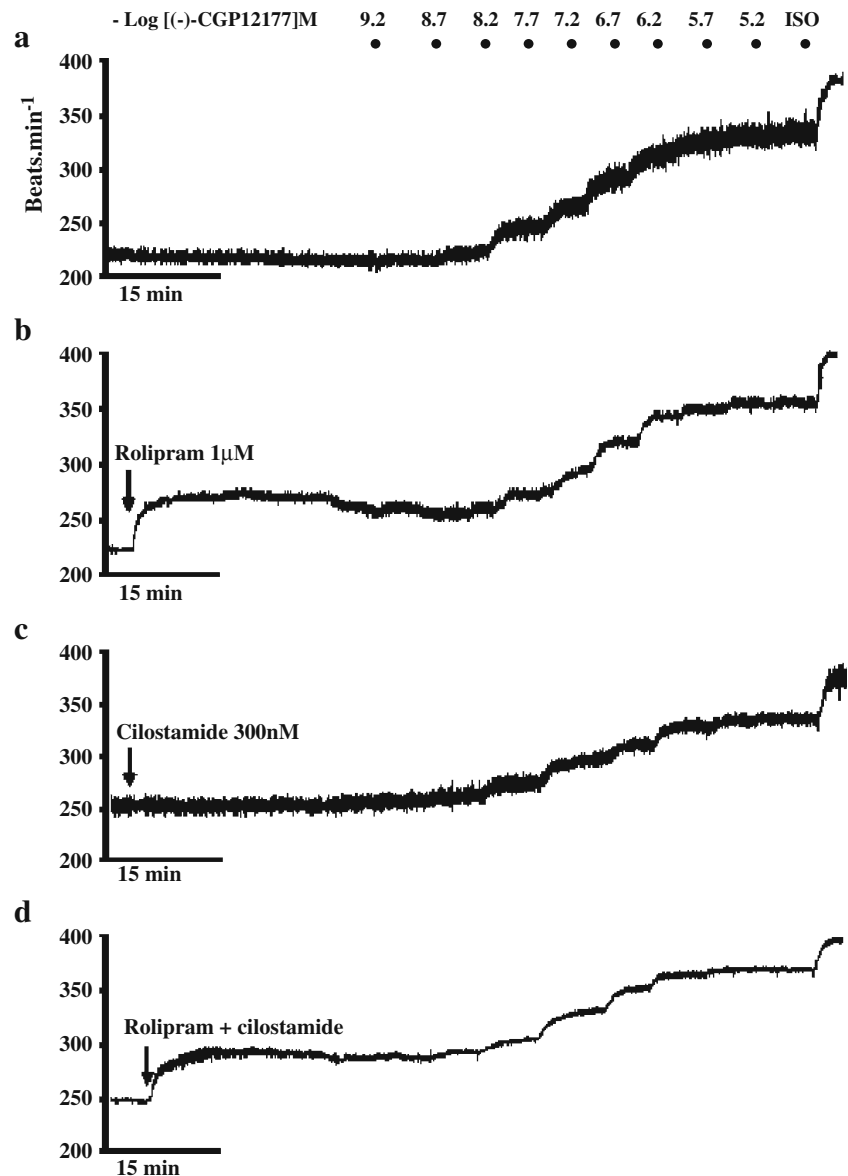 - Log [(-)-CGP12177]M 9.2 8.7 8.2 7.7 7.2 6.7 6.2 5.7 5.2 ISO
a
400
350
300
250
200
Beats.min⁻¹
15 min
b
400
350
300
250
200
Rolipram 1μM
15 min
c
400
350
300
250
200
Cilostamide 300nM
15 min
d
400
350
300
250
200
Rolipram + cilostamide
15 min